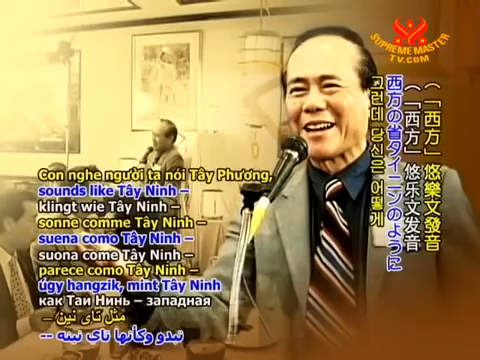 SUPREME MASTER
TV.COM
(「西方」悠樂文發音
(「西方」悠乐文发音
西方の省タイニンのように
그런데 당신은 어떻게
Con nghe người ta nói Tây Phương,
sounds like Tây Ninh –
klingt wie Tây Ninh –
sonne comme Tây Ninh –
suena como Tây Ninh –
suona come Tây Ninh –
parece como Tây Ninh –
úgy hangzik, mint Tây Ninh
как Таи Нинь – западная
مثل تاي نين –
تبدو وكأنها تاي نينه --